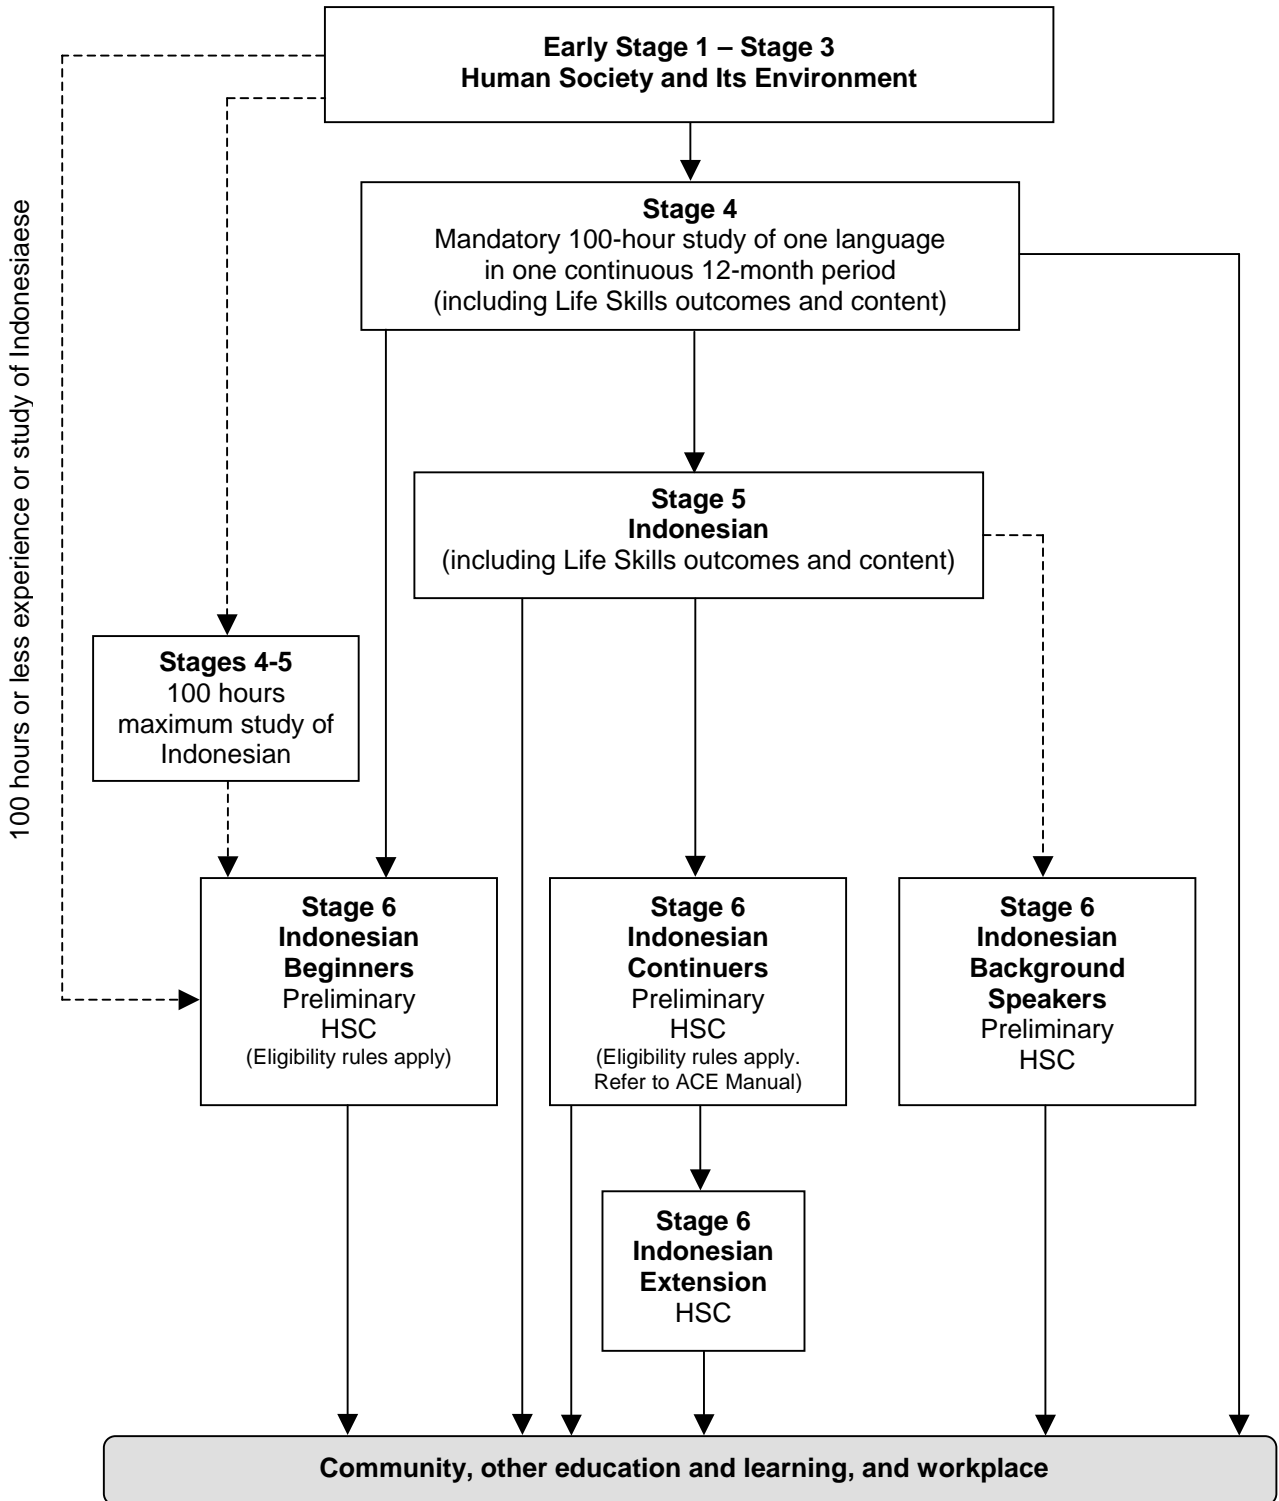 Early Stage 1 – Stage 3
Human Society and Its Environment
Stage 4
Mandatory 100-hour study of one language
in one continuous 12-month period
(including Life Skills outcomes and content)
100 hours or less experience or study of Indonesiaese
Stage 5
Indonesian
(including Life Skills outcomes and content)
Stages 4-5
100 hours
maximum study of
Indonesian
Stage 6
Indonesian
Beginners
Preliminary
HSC
(Eligibility rules apply)
Stage 6
Indonesian
Continuers
Preliminary
HSC
(Eligibility rules apply.
Refer to ACE Manual)
Stage 6
Indonesian
Background
Speakers
Preliminary
HSC
Stage 6
Indonesian
Extension
HSC
Community, other education and learning, and workplace